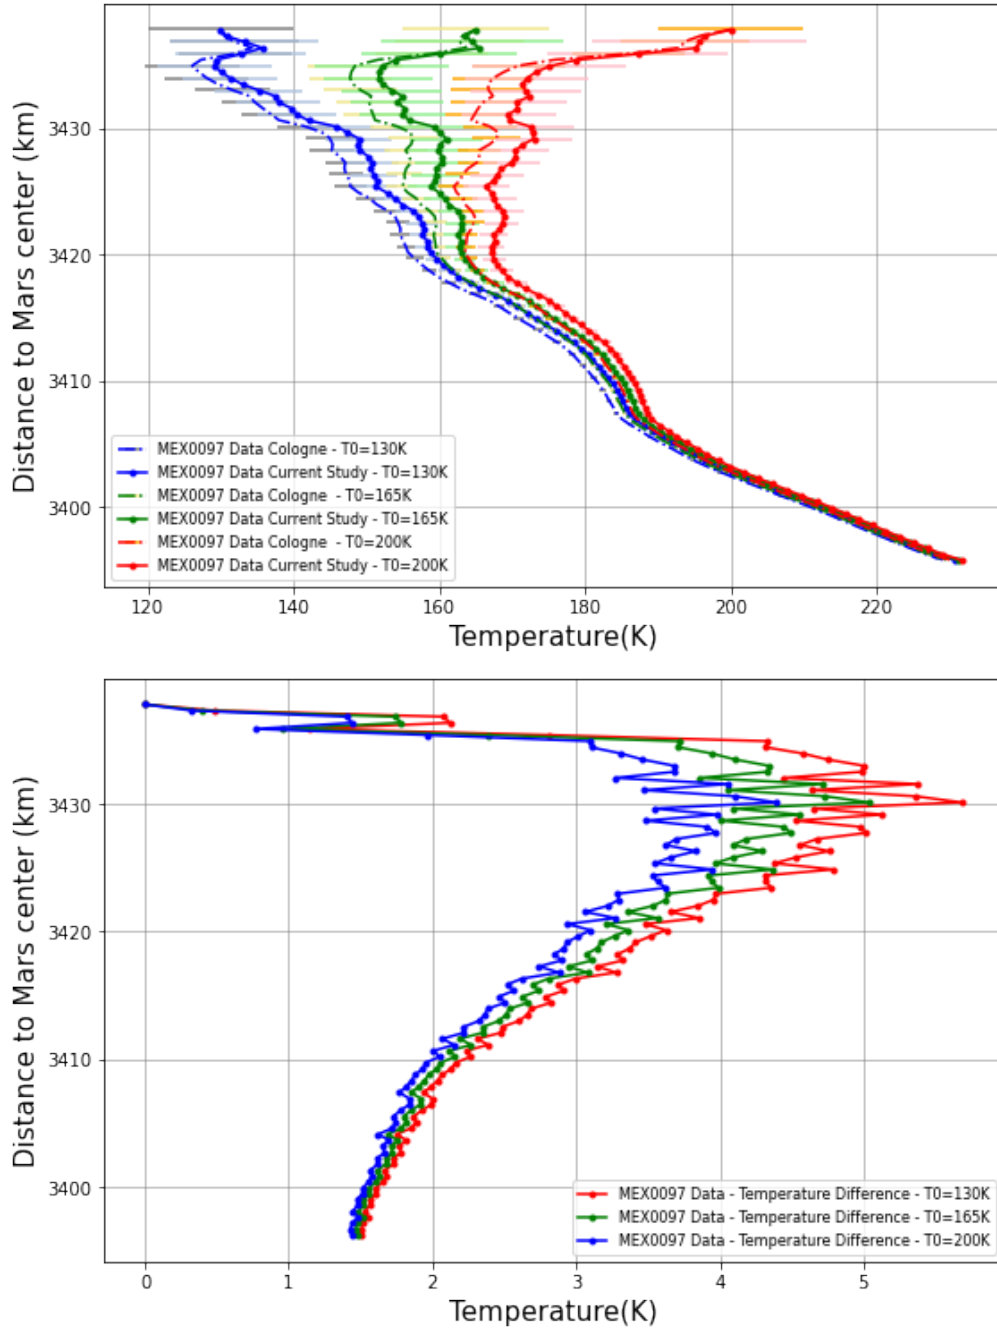 Distance to Mars center (km)
3430
3420
3410
3400
MEX0097 Data Cologne - T0=130K
MEX0097 Data Current Study - T0=130K
MEX0097 Data Cologne - T0=165K
MEX0097 Data Current Study - T0=165K
MEX0097 Data Cologne - T0=200K
MEX0097 Data Current Study - T0=200K
120 140 160 180 200 220
Temperature(K)
Distance to Mars center (km)
3430
3420
3410
3400
MEX0097 Data - Temperature Difference - T0=130K
MEX0097 Data - Temperature Difference - T0=165K
MEX0097 Data - Temperature Difference - T0=200K
0 1 2 3 4 5
Temperature(K)